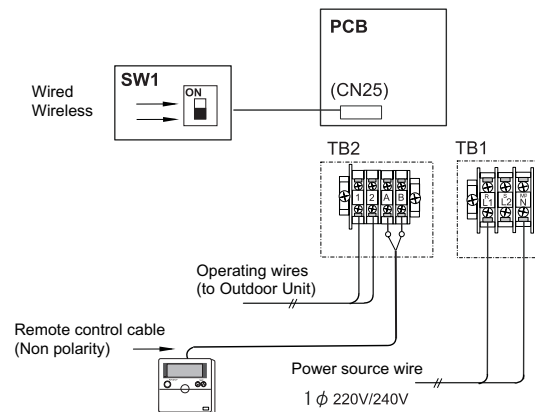 PCB
SW1
ON
(CN25)
Wired
Wireless
TB2
TB1
1 2 A B
R S
L1 L2 N
Operating wires
(to Outdoor Unit)
Remote control cable
(Non polarity)
Power source wire
1ϕ 220V/240V